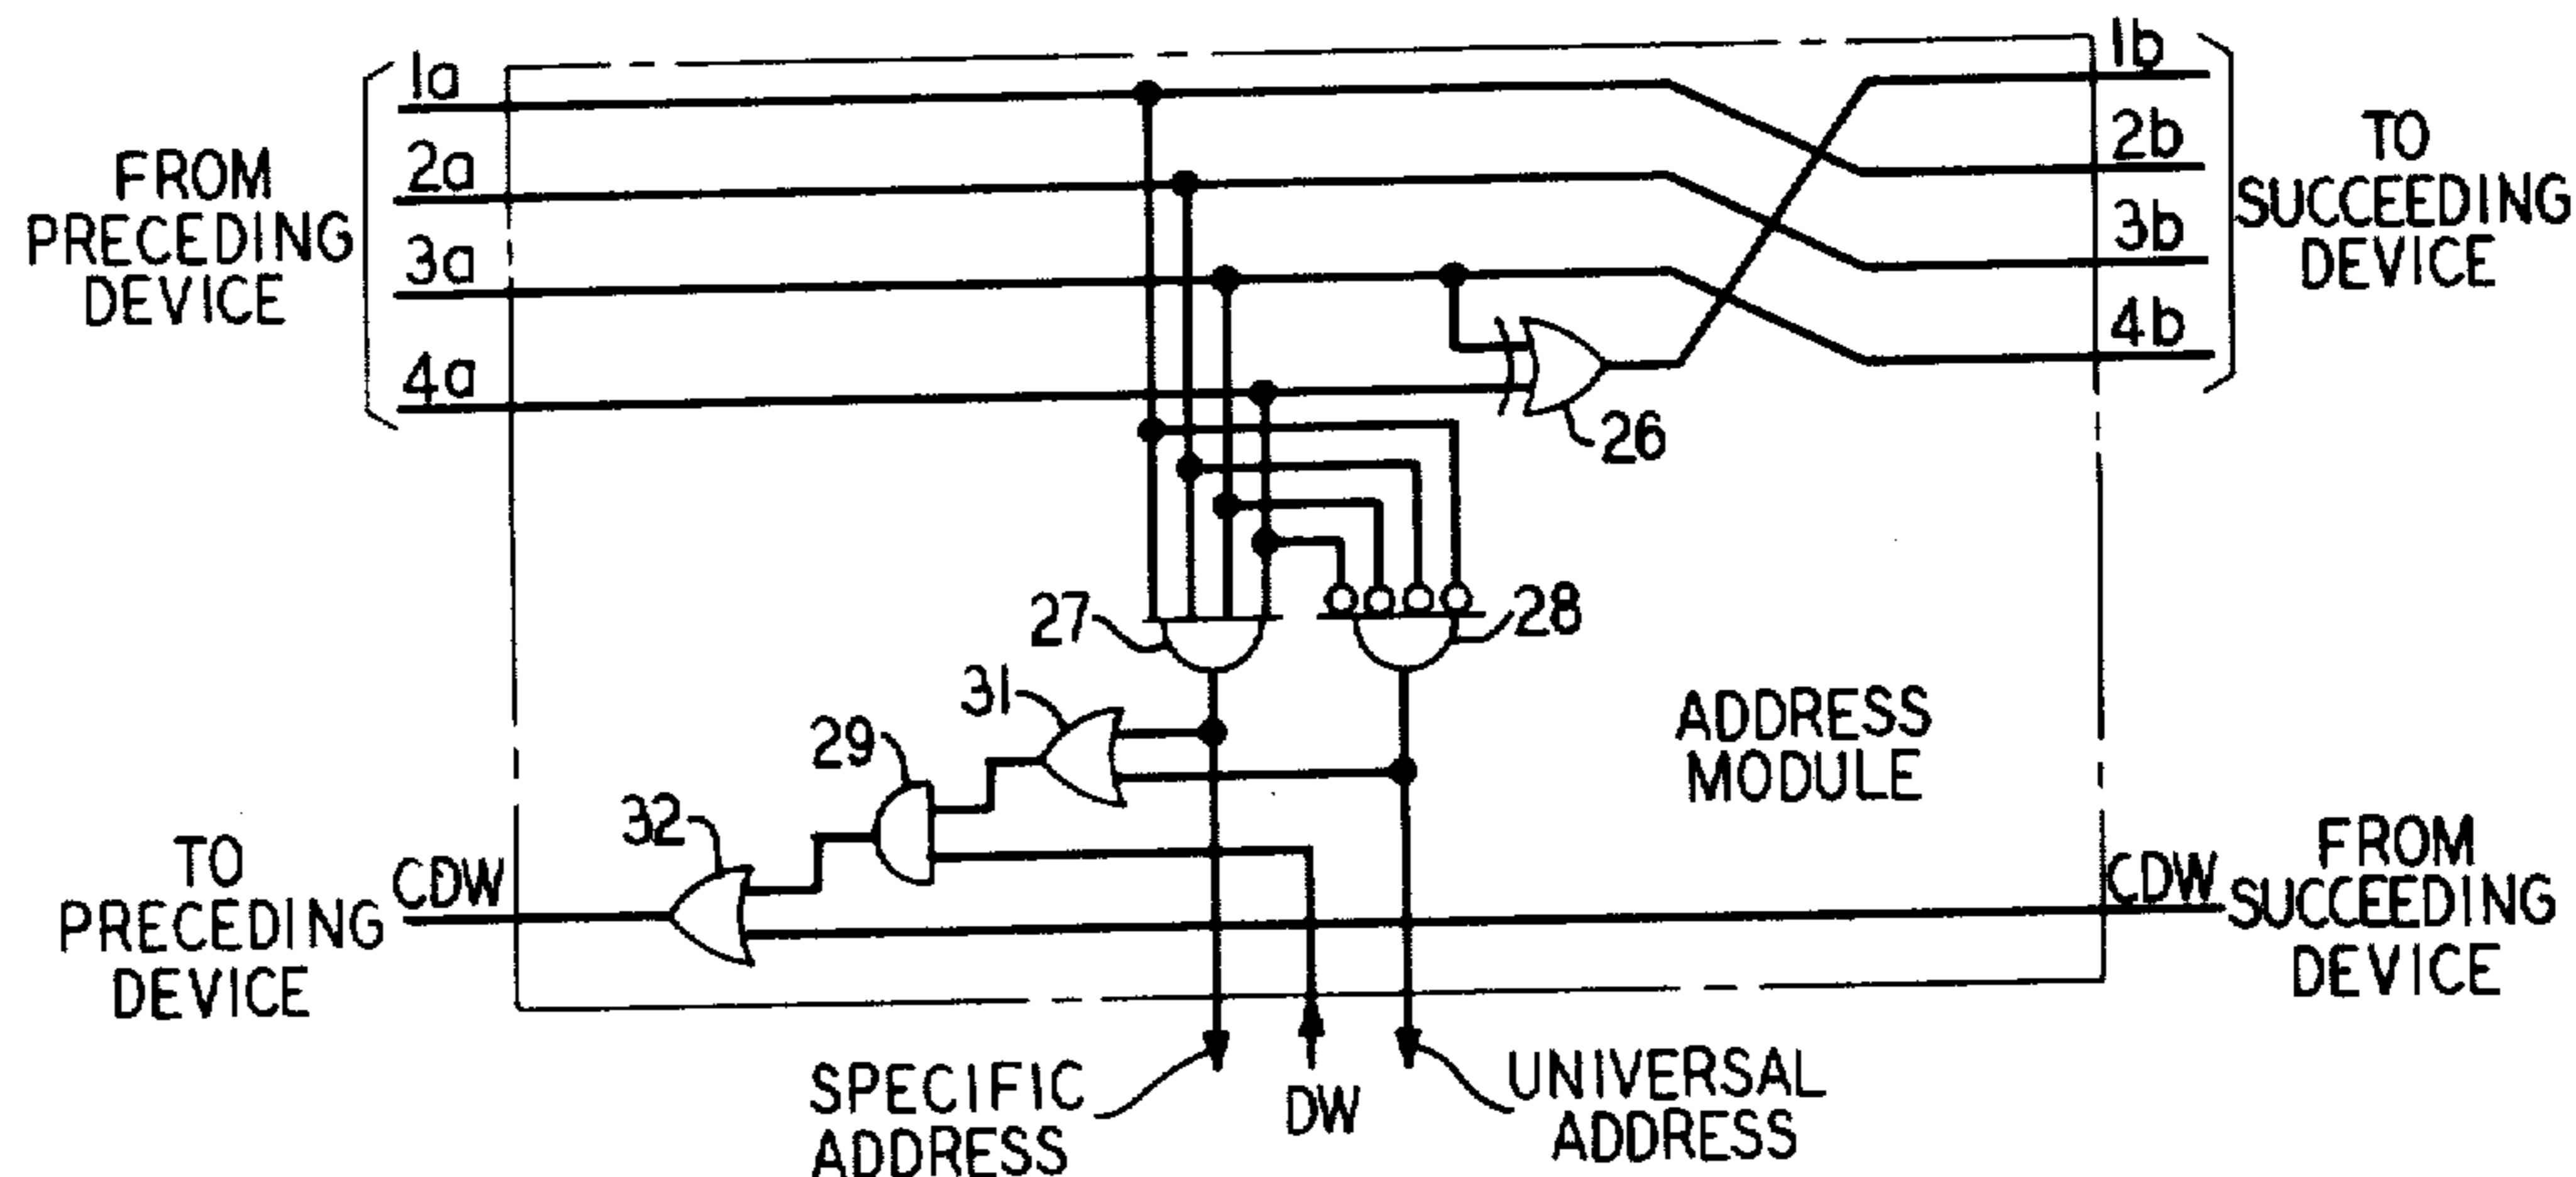 1a
1b
FROM
PRECEDING
DEVICE
2a
2b
TO
SUCCEEDING
DEVICE
3a
3b
4a
4b
26
27
28
31
29
ADDRESS
MODULE
32
TO
PRECEDING
DEVICE
CDW
CDW
FROM
SUCCEEDING
DEVICE
SPECIFIC
ADDRESS
DW
UNIVERSAL
ADDRESS